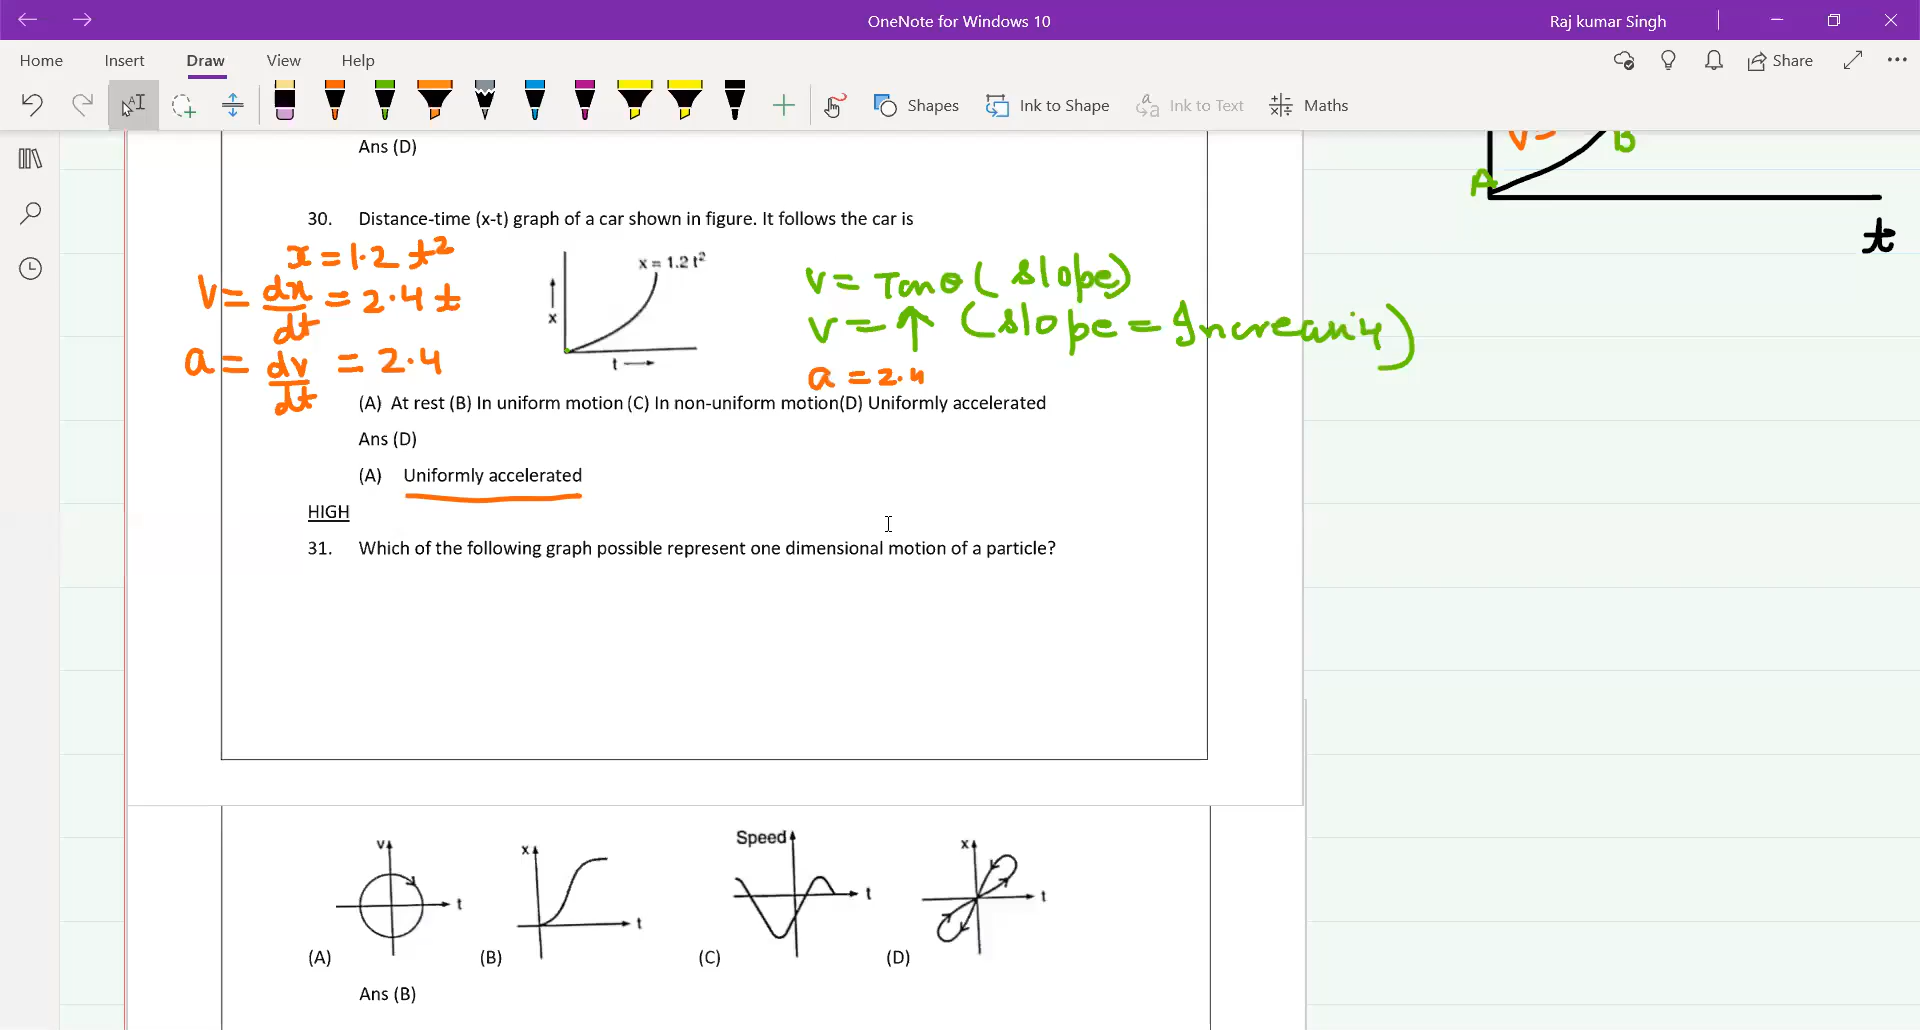 OneNote for Windows 10
Raj kumar Singh
Home Insert Draw View Help
Share
Shapes Ink to Shape Ink to Text Maths
Ans (D)
V= B
A
t
30. Distance-time (x-t) graph of a car shown in figure. It follows the car is
x = 1.2 t²
V = dx/dt = 2.4 t
a = dv/dt = 2.4
x = 1.2 t²
x
t
v = Tanθ ( slope)
v = ↑ (slope = Increasing)
a = 2.4
(A) At rest (B) In uniform motion (C) In non-uniform motion(D) Uniformly accelerated
Ans (D)
(A) Uniformly accelerated
HIGH
31. Which of the following graph possible represent one dimensional motion of a particle?
v t
x t
Speed t
x t
(A) (B) (C) (D)
Ans (B)